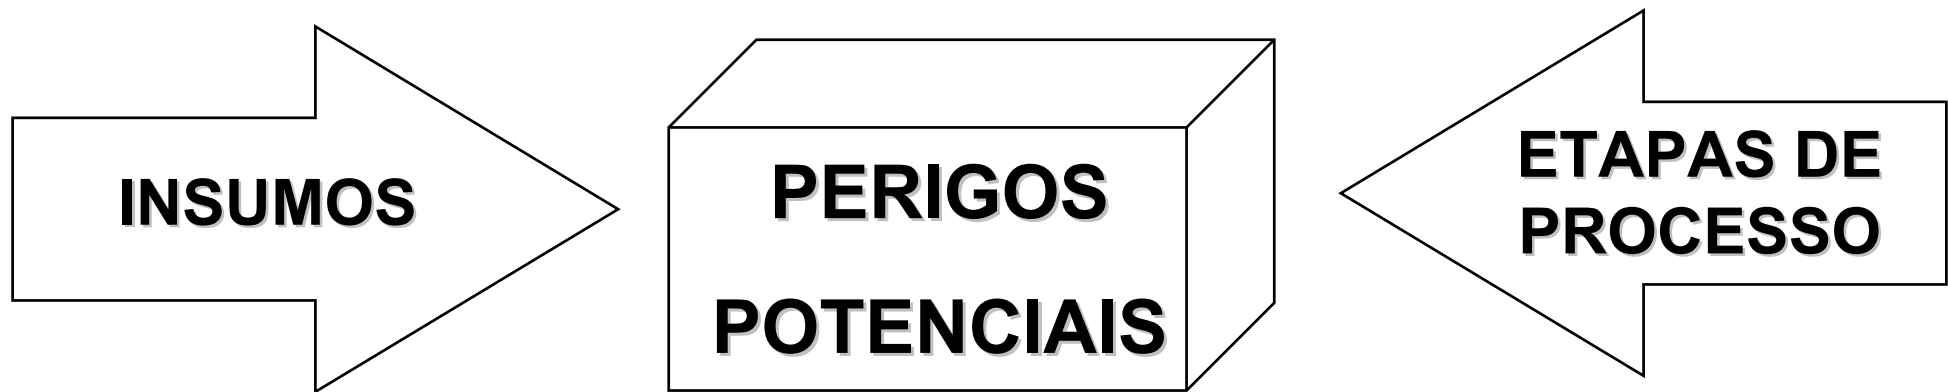 INSUMOS
PERIGOS
POTENCIAIS
ETAPAS DE
PROCESSO